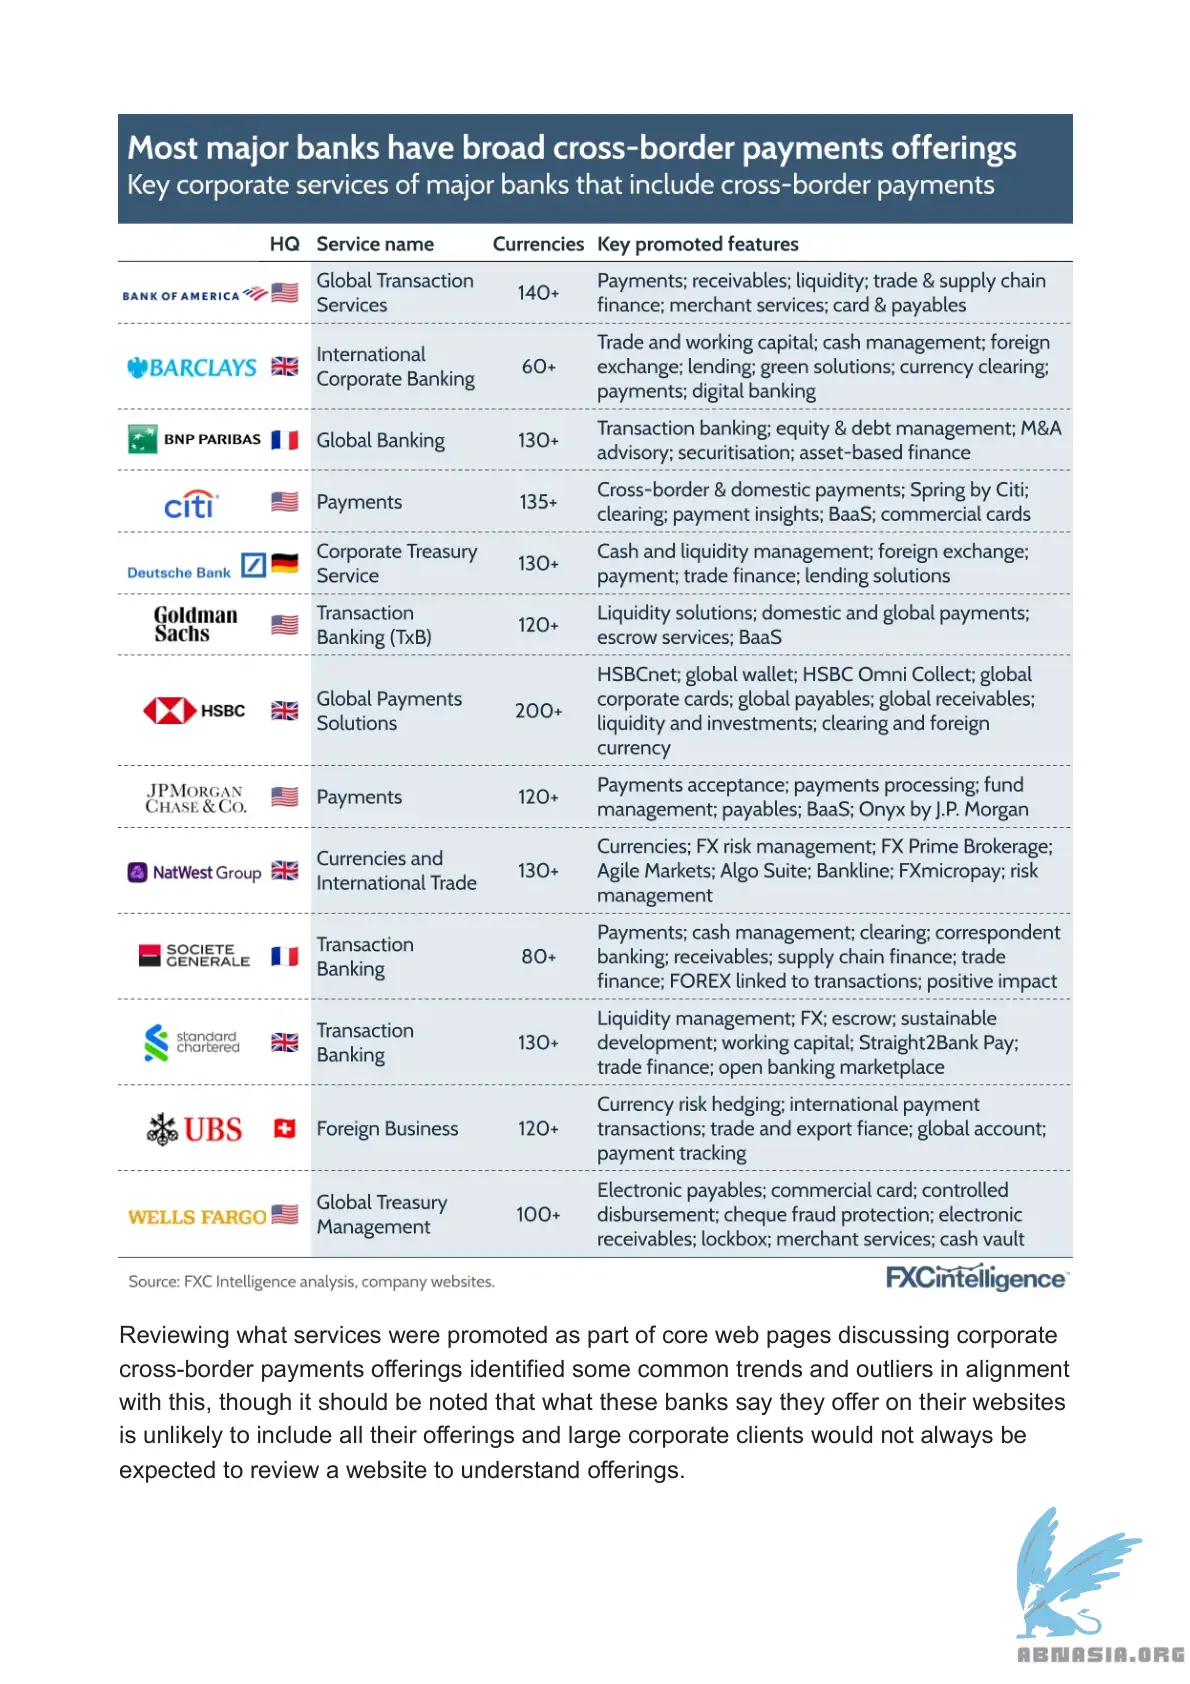 Most major banks have broad cross-border payments offerings
Key corporate services of major banks that include cross-border payments
HQ Service name Currencies Key promoted features
BANK OF AMERICA
Global Transaction
Services
140+
Payments; receivables; liquidity; trade & supply chain
finance; merchant services; card & payables
BARCLAYS
International
Corporate Banking
60+
Trade and working capital; cash management; foreign
exchange; lending; green solutions; currency clearing;
payments; digital banking
BNP PARIBAS
Global Banking
130+
Transaction banking; equity & debt management; M&A
advisory; securitisation; asset-based finance
citi
Payments
135+
Cross-border & domestic payments; Spring by Citi;
clearing; payment insights; BaaS; commercial cards
Deutsche Bank
Corporate Treasury
Service
130+
Cash and liquidity management; foreign exchange;
payment; trade finance; lending solutions
Goldman
Sachs
Transaction
Banking (TxB)
120+
Liquidity solutions; domestic and global payments;
escrow services; BaaS
HSBC
Global Payments
Solutions
200+
HSBCnet; global wallet; HSBC Omni Collect; global
corporate cards; global payables; global receivables;
liquidity and investments; clearing and foreign
currency
JPMORGAN
CHASE & CO.
Payments
120+
Payments acceptance; payments processing; fund
management; payables; BaaS; Onyx by J.P. Morgan
NatWest Group
Currencies and
International Trade
130+
Currencies; FX risk management; FX Prime Brokerage;
Agile Markets; Algo Suite; Bankline; FXmicropay; risk
management
SOCIETE
GENERALE
Transaction
Banking
80+
Payments; cash management; clearing; correspondent
banking; receivables; supply chain finance; trade
finance; FOREX linked to transactions; positive impact
standard
chartered
Transaction
Banking
130+
Liquidity management; FX; escrow; sustainable
development; working capital; Straight2Bank Pay;
trade finance; open banking marketplace
UBS
Foreign Business
120+
Currency risk hedging; international payment
transactions; trade and export fiance; global account;
payment tracking
WELLS FARGO
Global Treasury
Management
100+
Electronic payables; commercial card; controlled
disbursement; cheque fraud protection; electronic
receivables; lockbox; merchant services; cash vault
Source: FXC Intelligence analysis, company websites.
FXCintelligence™
Reviewing what services were promoted as part of core web pages discussing corporate
cross-border payments offerings identified some common trends and outliers in alignment
with this, though it should be noted that what these banks say they offer on their websites
is unlikely to include all their offerings and large corporate clients would not always be
expected to review a website to understand offerings.
ABNASIA.ORG